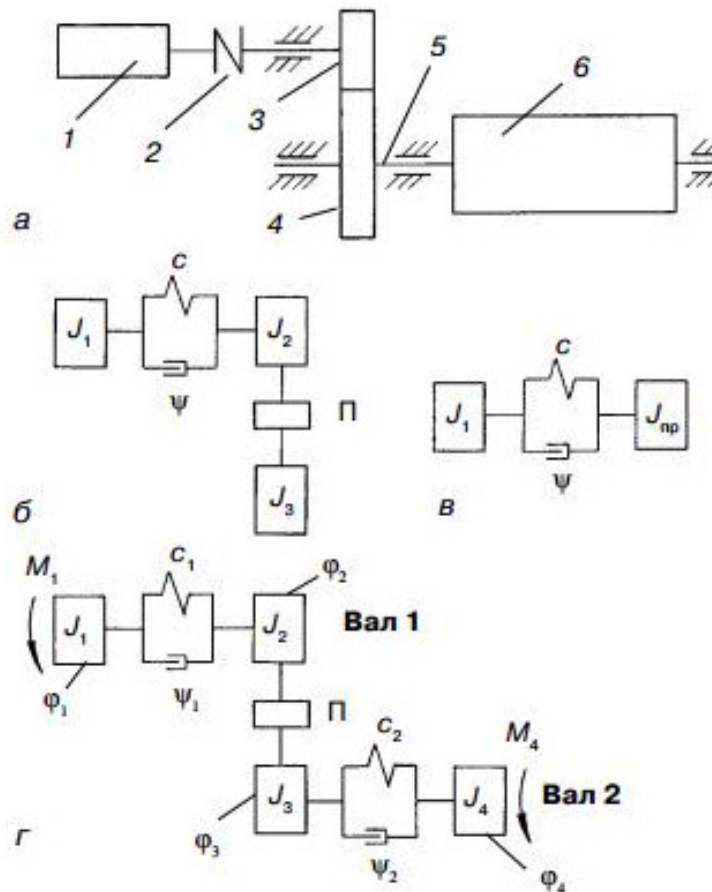 1
2
3
5
6
4
а
c
J₁
J₂
ψ
П
J₃
б
c
J₁
Jпр
ψ
в
M₁
c₁
φ₂
J₁
J₂
Вал 1
φ₁
ψ₁
П
c₂
M₄
J₃
J₄
Вал 2
φ₃
ψ₂
φ₄
г